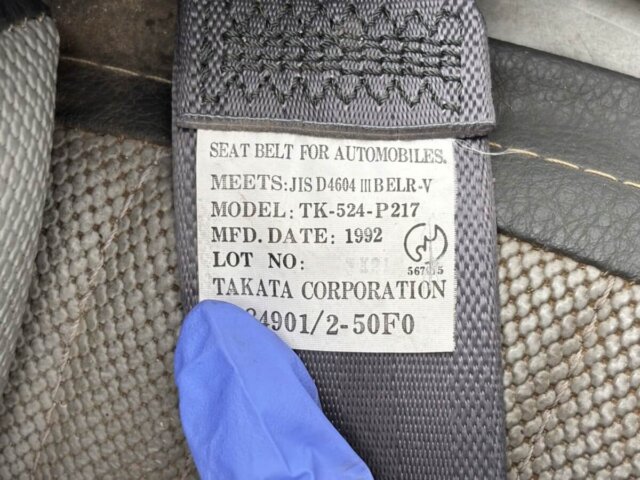 SEAT BELT FOR AUTOMOBILES.
MEETS: JIS D4604 III BELR-V
MODEL: TK-524-P217
MFD. DATE: 1992
LOT NO:
TAKATA CORPORATION
4901/2-50F0